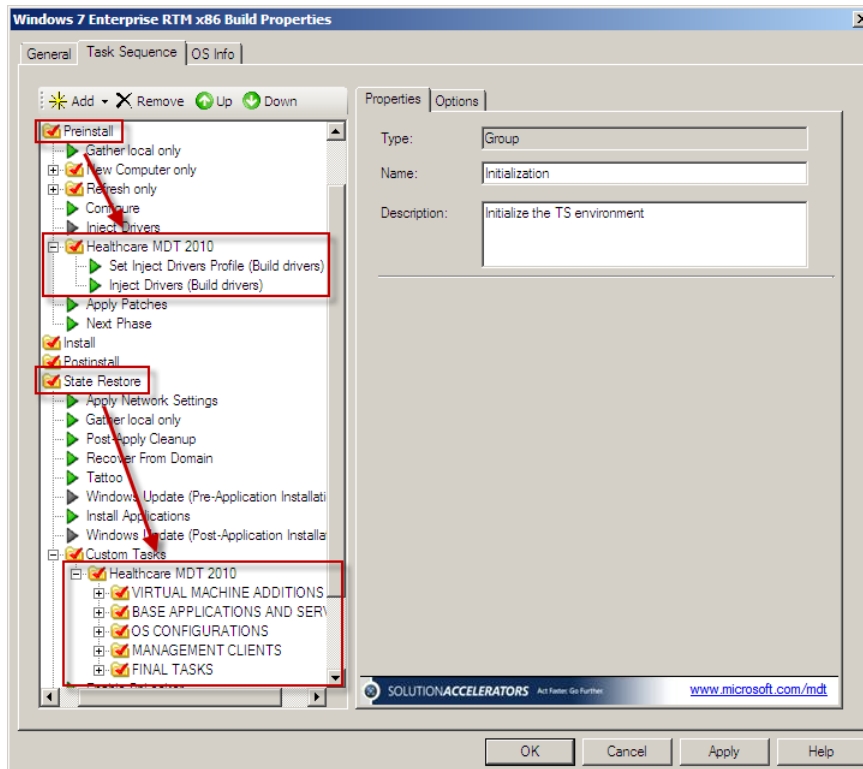 Windows 7 Enterprise RTM x86 Build Properties
General
Task Sequence
OS Info
Add
Remove
Up
Down
Preinstall
Gather local only
New Computer only
Refresh only
Configure
Inject Drivers
Healthcare MDT 2010
Set Inject Drivers Profile (Build drivers)
Inject Drivers (Build drivers)
Apply Patches
Next Phase
Install
Postinstall
State Restore
Apply Network Settings
Gather local only
Post-Apply Cleanup
Recover From Domain
Tattoo
Windows Update (Pre-Application Installati
Install Applications
Windows Update (Post-Application Installa
Custom Tasks
Healthcare MDT 2010
VIRTUAL MACHINE ADDITIONS
BASE APPLICATIONS AND SERV
OS CONFIGURATIONS
MANAGEMENT CLIENTS
FINAL TASKS
Properties
Options
Type:
Group
Name:
Initialization
Description:
Initialize the TS environment
SOLUTIONACCELERATORS Act Faster. Go Further.
www.microsoft.com/mdt
OK
Cancel
Apply
Help